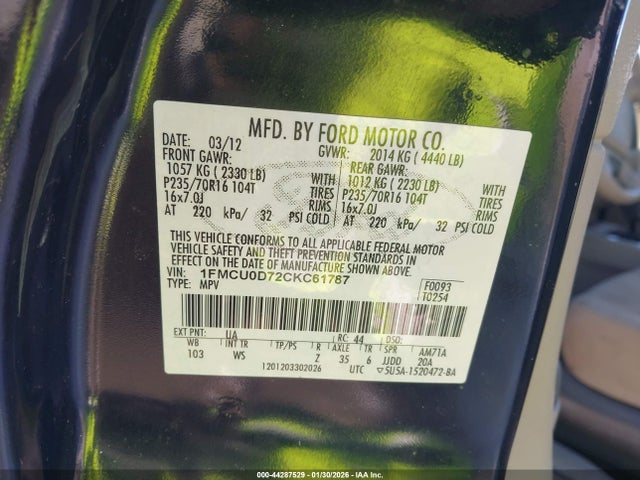 MFD. BY FORD MOTOR CO.
DATE: 03/12 GVWR: 2014 KG ( 4440 LB)
FRONT GAWR: REAR GAWR:
1057 KG ( 2330 LB) WITH 1012 KG ( 2230 LB) WITH
P235/70R16 104T TIRES P235/70R16 104T TIRES
16x7.0J RIMS 16x7.0J RIMS
AT 220 kPa/ 32 PSI COLD AT 220 kPa/ 32 PSI COLD
THIS VEHICLE CONFORMS TO ALL APPLICABLE FEDERAL MOTOR
VEHICLE SAFETY AND THEFT PREVENTION STANDARDS IN
EFFECT ON THE DATE OF MANUFACTURE SHOWN ABOVE.
VIN: 1FMCU0D72CKC61787 F0093
TYPE: MPV T0254
EXT PNT: UA RC: 44 DSO:
WB INT TR TP/PS R AXLE TR SPR AM71A
103 WS Z 35 6 JJDD 20A
1201203302026 UTC ▽5U5A-1520472-BA
000-44287529 - 01/30/2026 - IAA Inc.